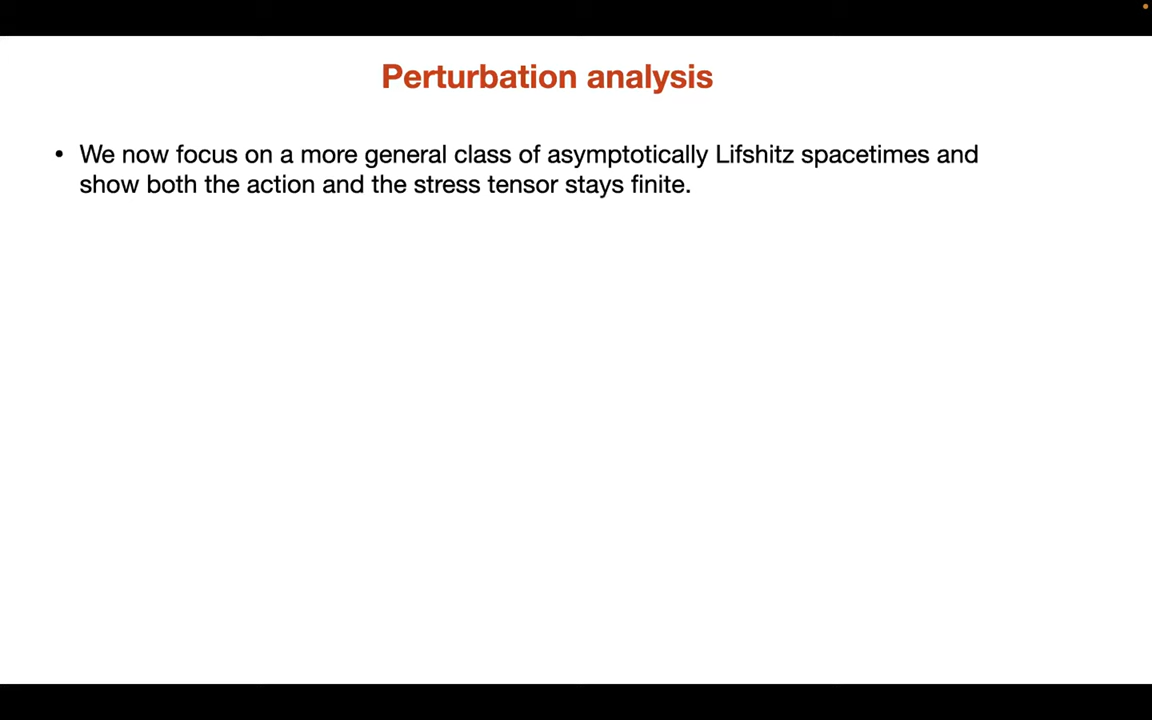 Perturbation analysis
• We now focus on a more general class of asymptotically Lifshitz spacetimes and
show both the action and the stress tensor stays finite.